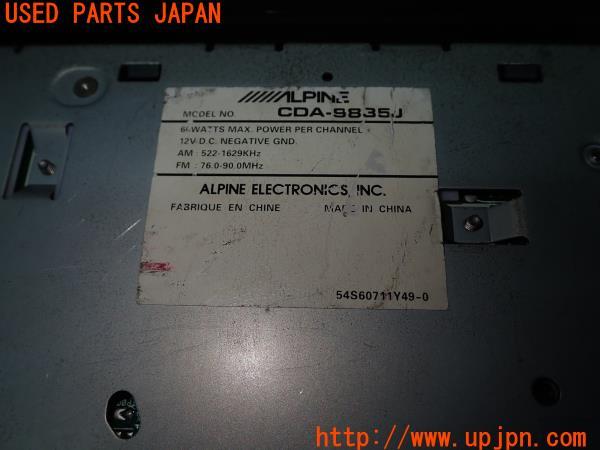 USED PARTS JAPAN
ALPINE
MODEL NO. CDA-9835J
60 WATTS MAX. POWER PER CHANNEL
12V D.C. NEGATIVE GND.
AM : 522-1629KHz
FM : 76.0-90.0MHz
ALPINE ELECTRONICS, INC.
FABRIQUE EN CHINE MADE IN CHINA
54S60711Y49-0
U-Parts
http://www.upjpn.com